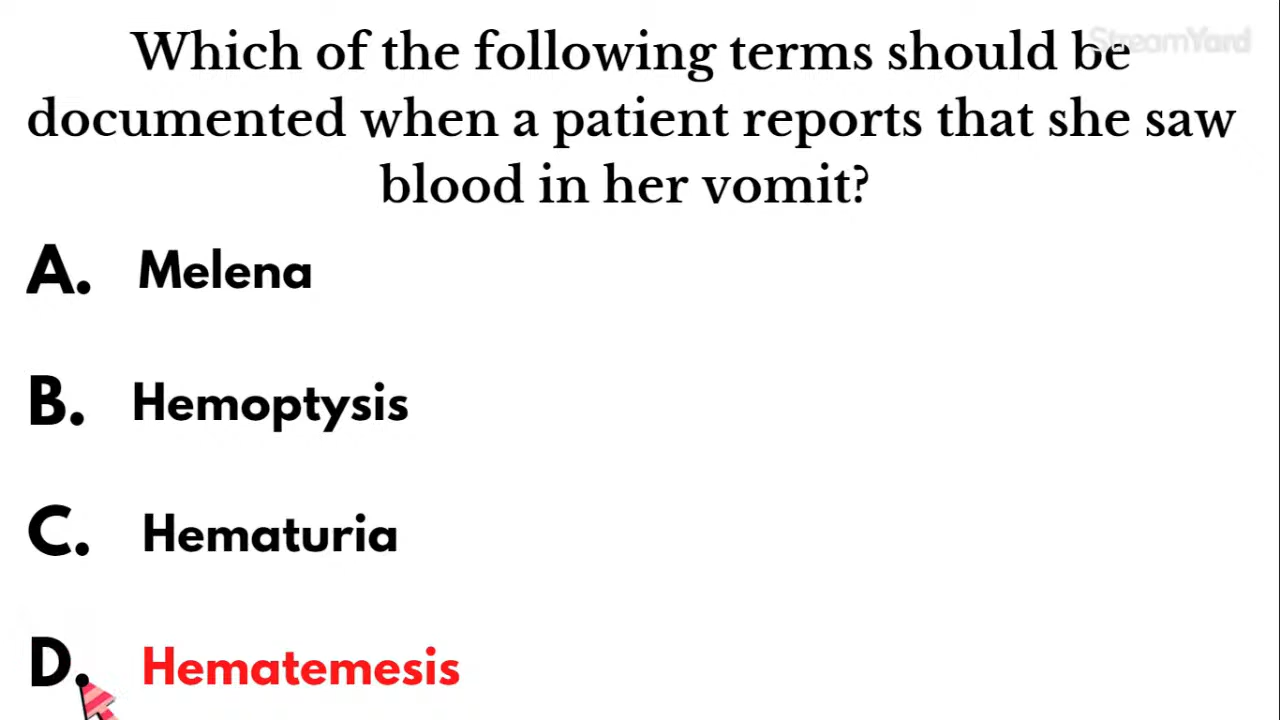 StreamYard
Which of the following terms should be
documented when a patient reports that she saw
blood in her vomit?
A. Melena
B. Hemoptysis
C. Hematuria
D. Hematemesis